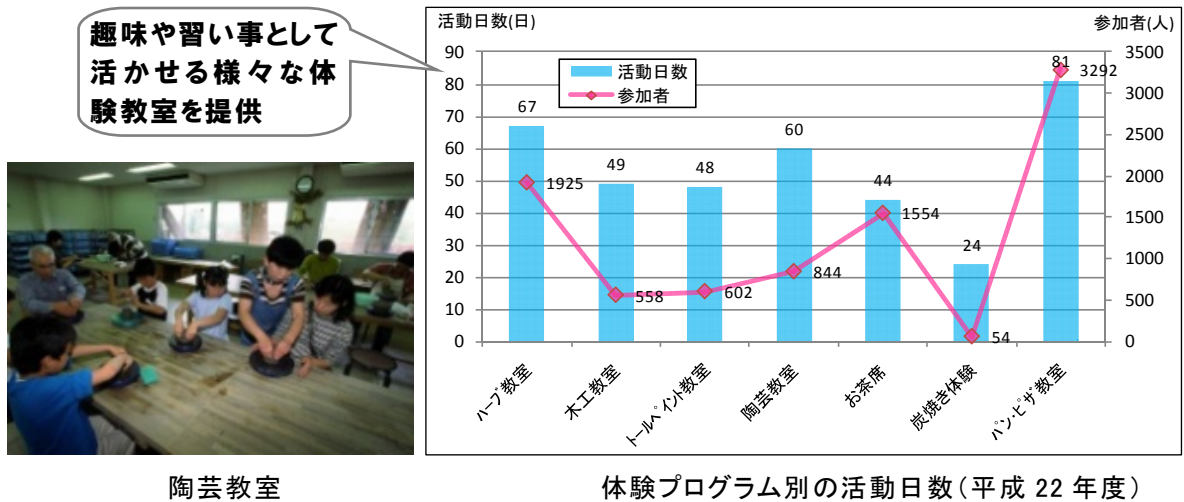 趣味や習い事として
活かせる様々な体
験教室を提供
活動日数(日)
参加者(人)
90
80
70
60
50
40
30
20
10
0
3500
3000
2500
2000
1500
1000
500
0
活動日数
参加者
67
49
48
60
44
24
81
1925
558
602
844
1554
54
3292
ハーブ教室
木工教室
トールペイント教室
陶芸教室
お茶席
炭焼き体験
パン・ピザ教室
陶芸教室
体験プログラム別の活動日数(平成 22 年度)